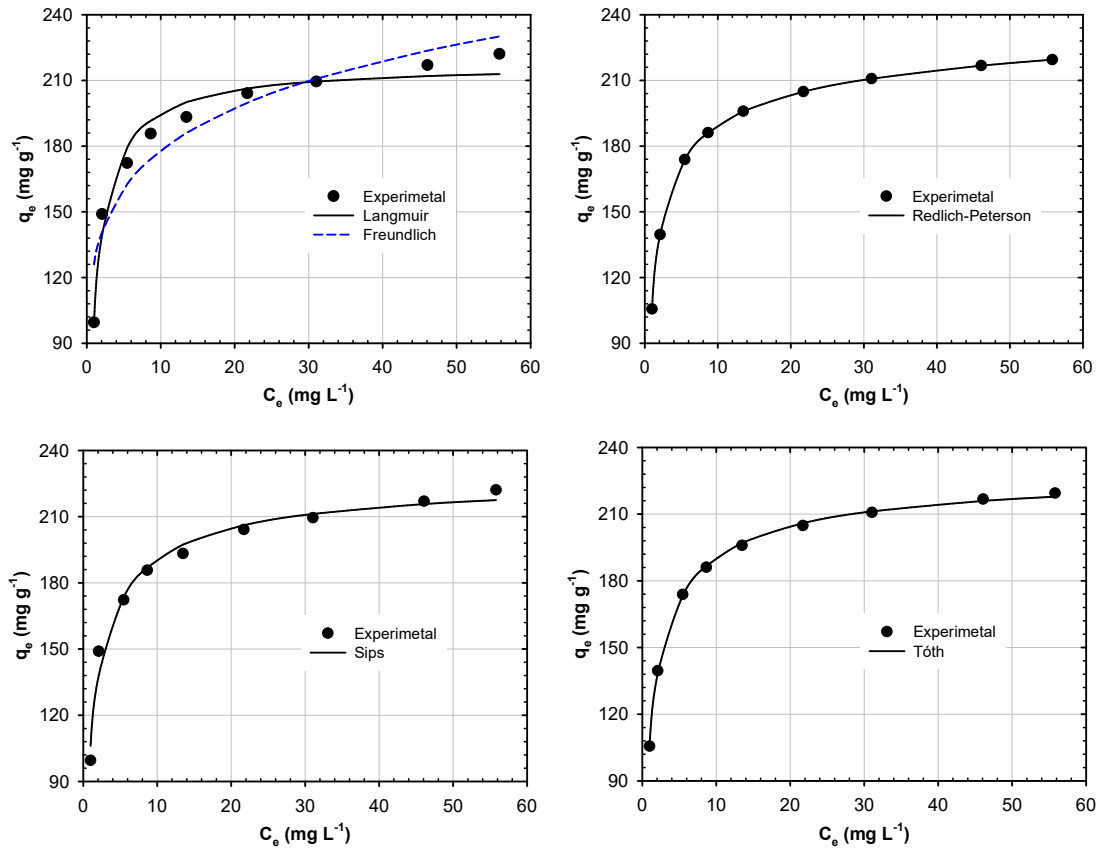 240
210
180
150
120
90
q_e (mg g^-1)
Experimetal
Langmuir
Freundlich
0 10 20 30 40 50 60
C_e (mg L^-1)
240
210
180
150
120
90
q_e (mg g^-1)
Experimetal
Redlich-Peterson
0 10 20 30 40 50 60
C_e (mg L^-1)
240
210
180
150
120
90
q_e (mg g^-1)
Experimetal
Sips
0 10 20 30 40 50 60
C_e (mg L^-1)
240
210
180
150
120
90
q_e (mg g^-1)
Experimetal
Tóth
0 10 20 30 40 50 60
C_e (mg L^-1)